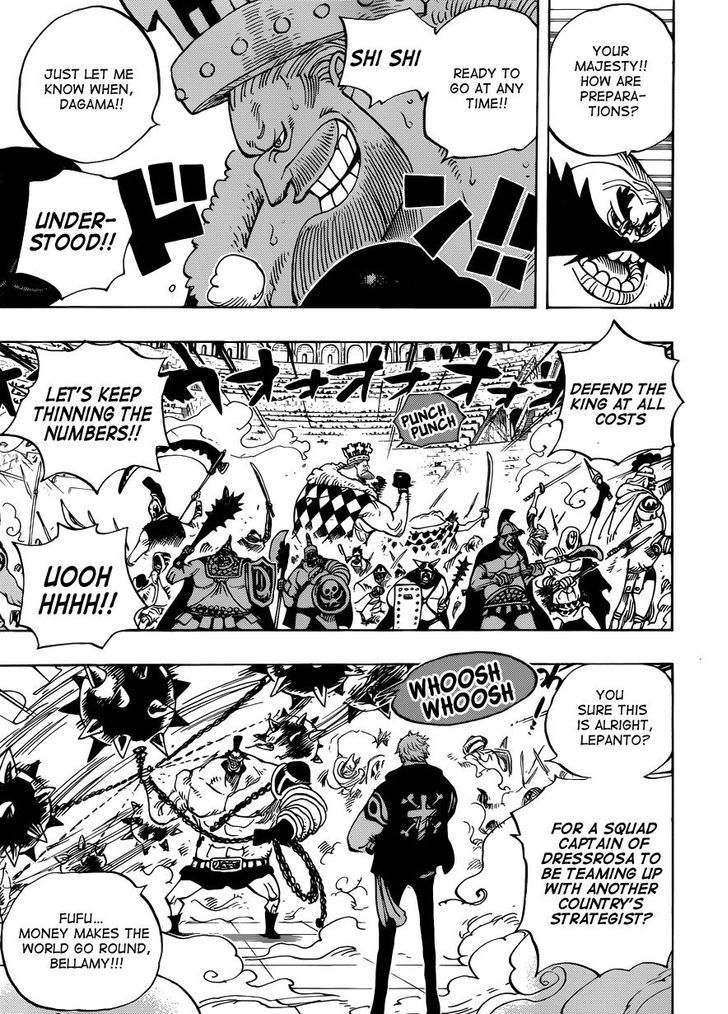 YOUR
MAJESTY!!
HOW ARE
PREPARA-
TIONS?
READY TO
GO AT ANY
TIME!!
SHI SHI
JUST LET ME
KNOW WHEN,
DAGAMA!!
UNDER-
STOOD!!
ドン!!
DEFEND THE
KING AT ALL
COSTS
PUNCH
PUNCH
LET'S KEEP
THINNING THE
NUMBERS!!
UOOH
HHHH!!
YOU
SURE THIS
IS ALRIGHT,
LEPANTO?
WHOOSH
WHOOSH
FOR A SQUAD
CAPTAIN OF
DRESSROSA TO
BE TEAMING UP
WITH ANOTHER
COUNTRY'S
STRATEGIST?
FUFU...
MONEY MAKES THE
WORLD GO ROUND,
BELLAMY!!!